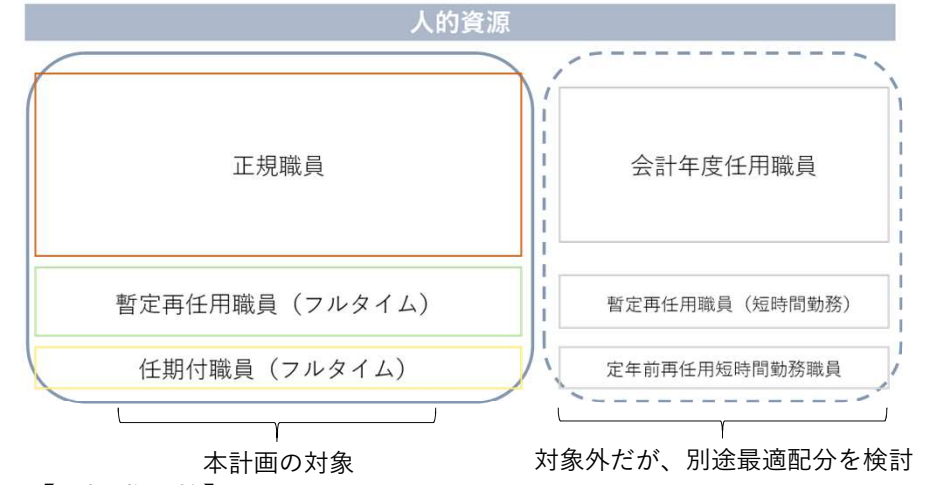 人的資源
正規職員
会計年度任用職員
暫定再任用職員（フルタイム）
暫定再任用職員（短時間勤務）
任期付職員（フルタイム）
定年前再任用短時間勤務職員
本計画の対象
対象外だが、別途最適配分を検討